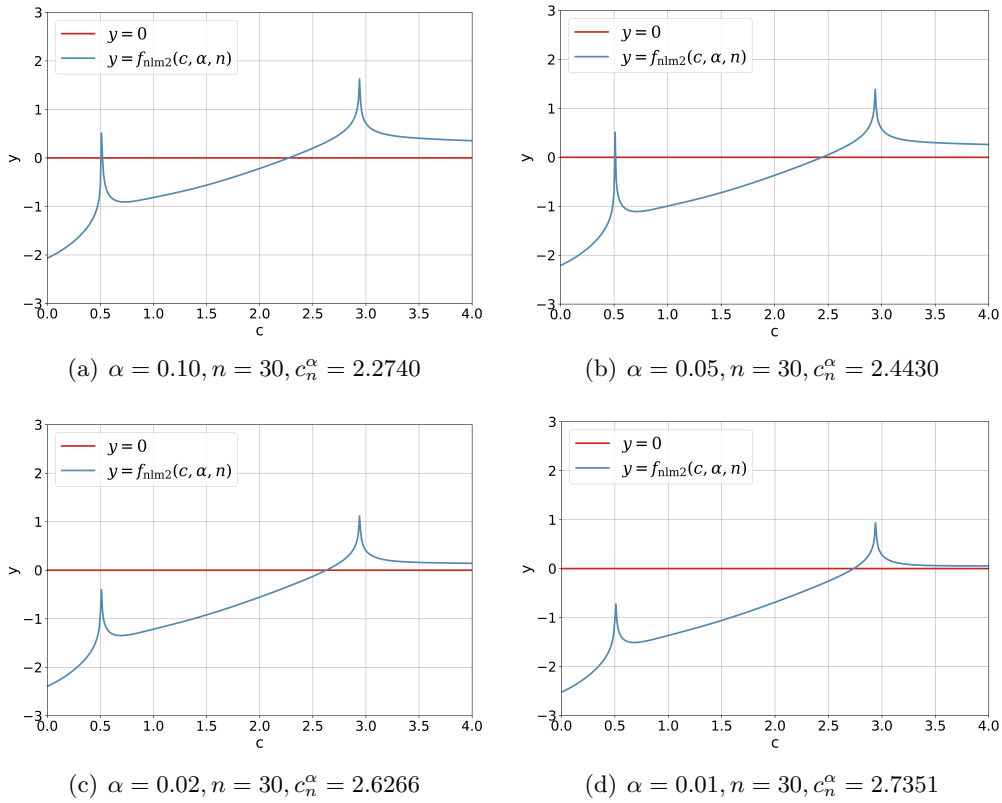 3
2
1
0
−1
−2
−3
y
y = 0
y = f_nlm2(c, α, n)
0.0 0.5 1.0 1.5 2.0 2.5 3.0 3.5 4.0
c
(a) α = 0.10, n = 30, c_n^α = 2.2740
3
2
1
0
−1
−2
−3
y
y = 0
y = f_nlm2(c, α, n)
0.0 0.5 1.0 1.5 2.0 2.5 3.0 3.5 4.0
c
(b) α = 0.05, n = 30, c_n^α = 2.4430
3
2
1
0
−1
−2
−3
y
y = 0
y = f_nlm2(c, α, n)
0.0 0.5 1.0 1.5 2.0 2.5 3.0 3.5 4.0
c
(c) α = 0.02, n = 30, c_n^α = 2.6266
3
2
1
0
−1
−2
−3
y
y = 0
y = f_nlm2(c, α, n)
0.0 0.5 1.0 1.5 2.0 2.5 3.0 3.5 4.0
c
(d) α = 0.01, n = 30, c_n^α = 2.7351